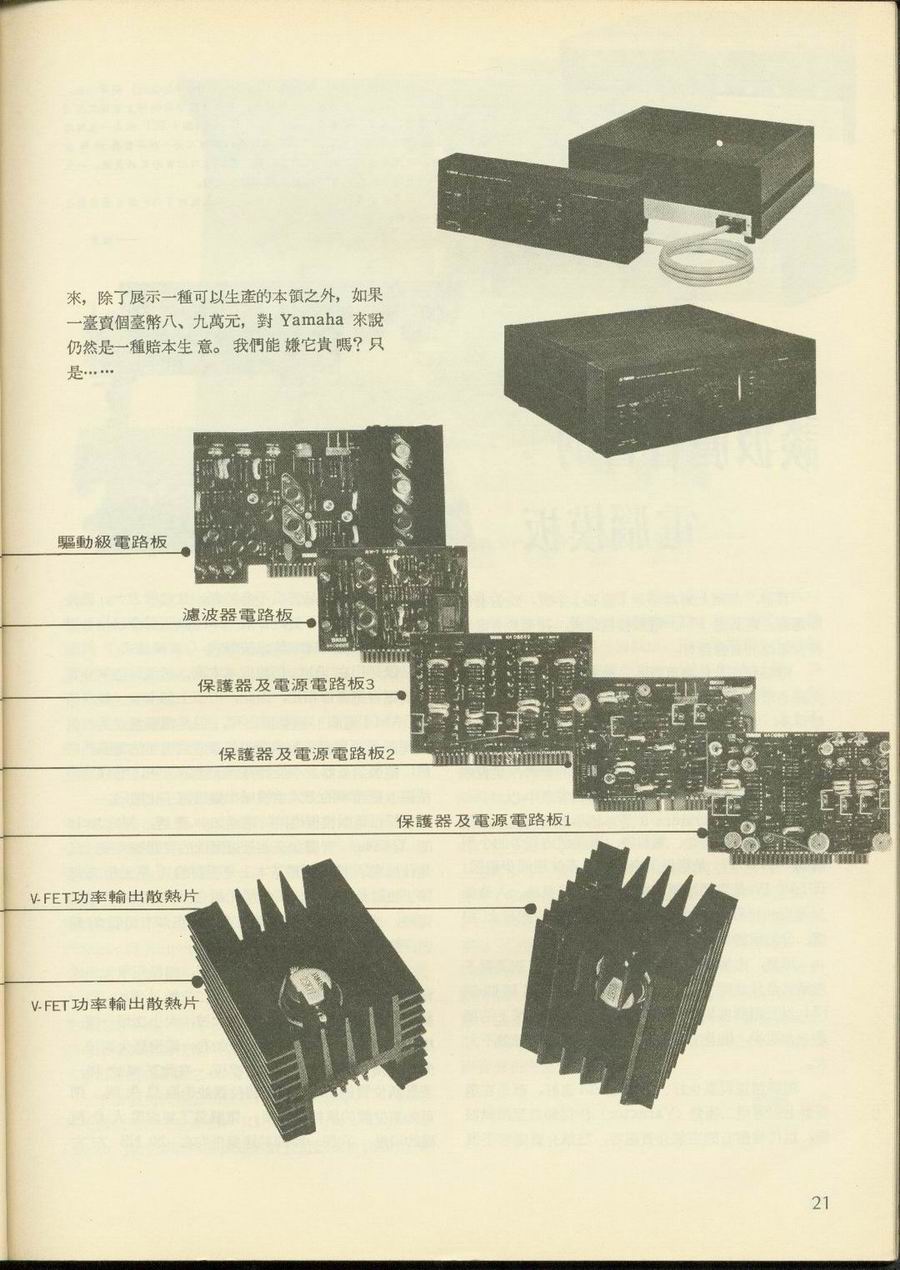 來，除了展示一種可以生產的本領之外，如果
一臺賣個臺幣八、九萬元，對 Yamaha 來說
仍然是一種賠本生意。我們能嫌它貴嗎？只
是……
驅動級電路板
濾波器電路板
保護器及電源電路板3
保護器及電源電路板2
保護器及電源電路板1
V-FET功率輸出散熱片
V-FET功率輸出散熱片
21